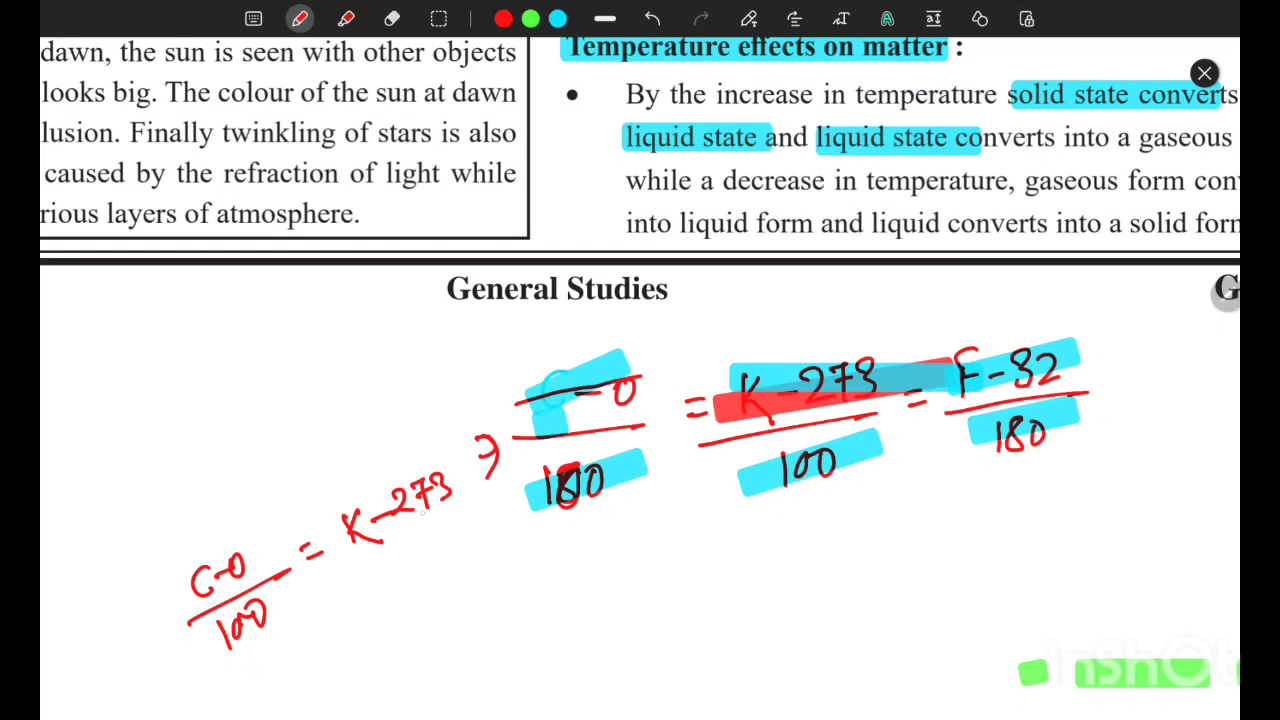 dawn, the sun is seen with other objects
looks big. The colour of the sun at dawn
lusion. Finally twinkling of stars is also
caused by the refraction of light while
rious layers of atmosphere.
Temperature effects on matter :
• By the increase in temperature solid state converts
liquid state and liquid state converts into a gaseous
while a decrease in temperature, gaseous form con
into liquid form and liquid converts into a solid form
General Studies
G
– 0 = K – 273 = F – 32
100 100 180
C-0 = K-273
100
InShOt